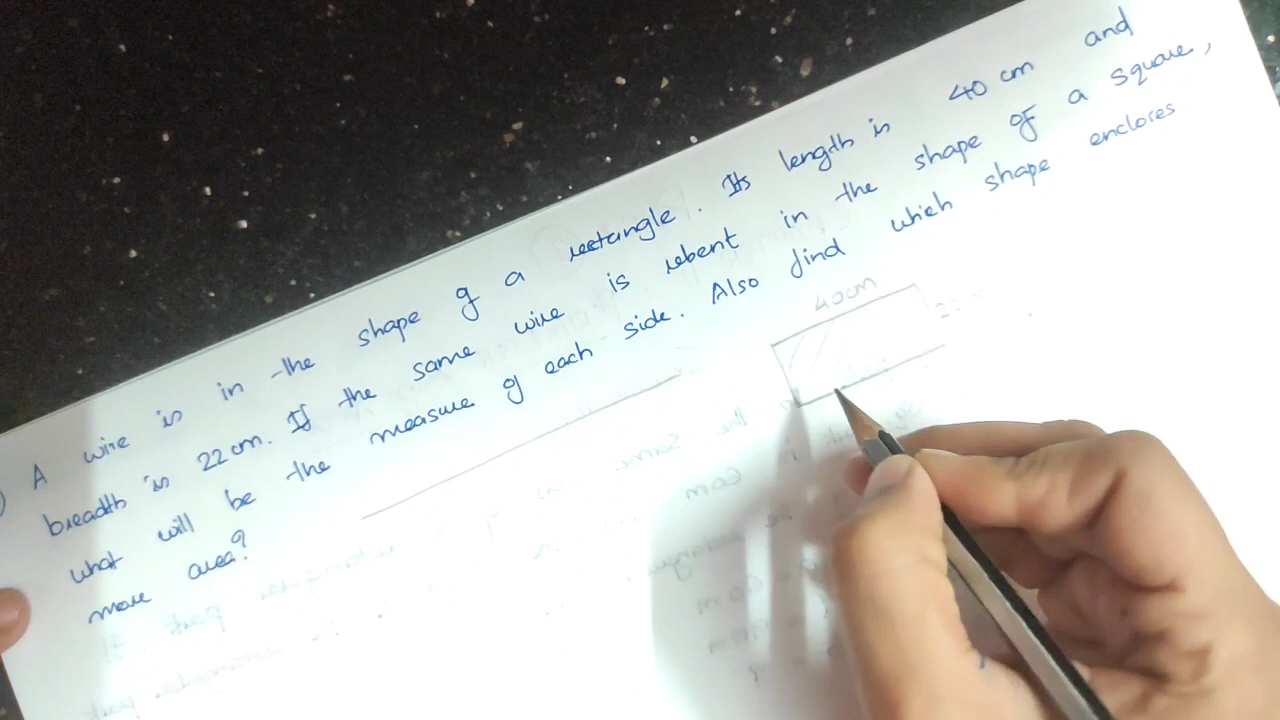 ) A wire is in the shape of a rectangle. Its length is 40 cm and
breadth is 22 cm. If the same wire is rebent in the shape of a square,
what will be the measure of each side. Also find which shape encloses
more area?
40cm